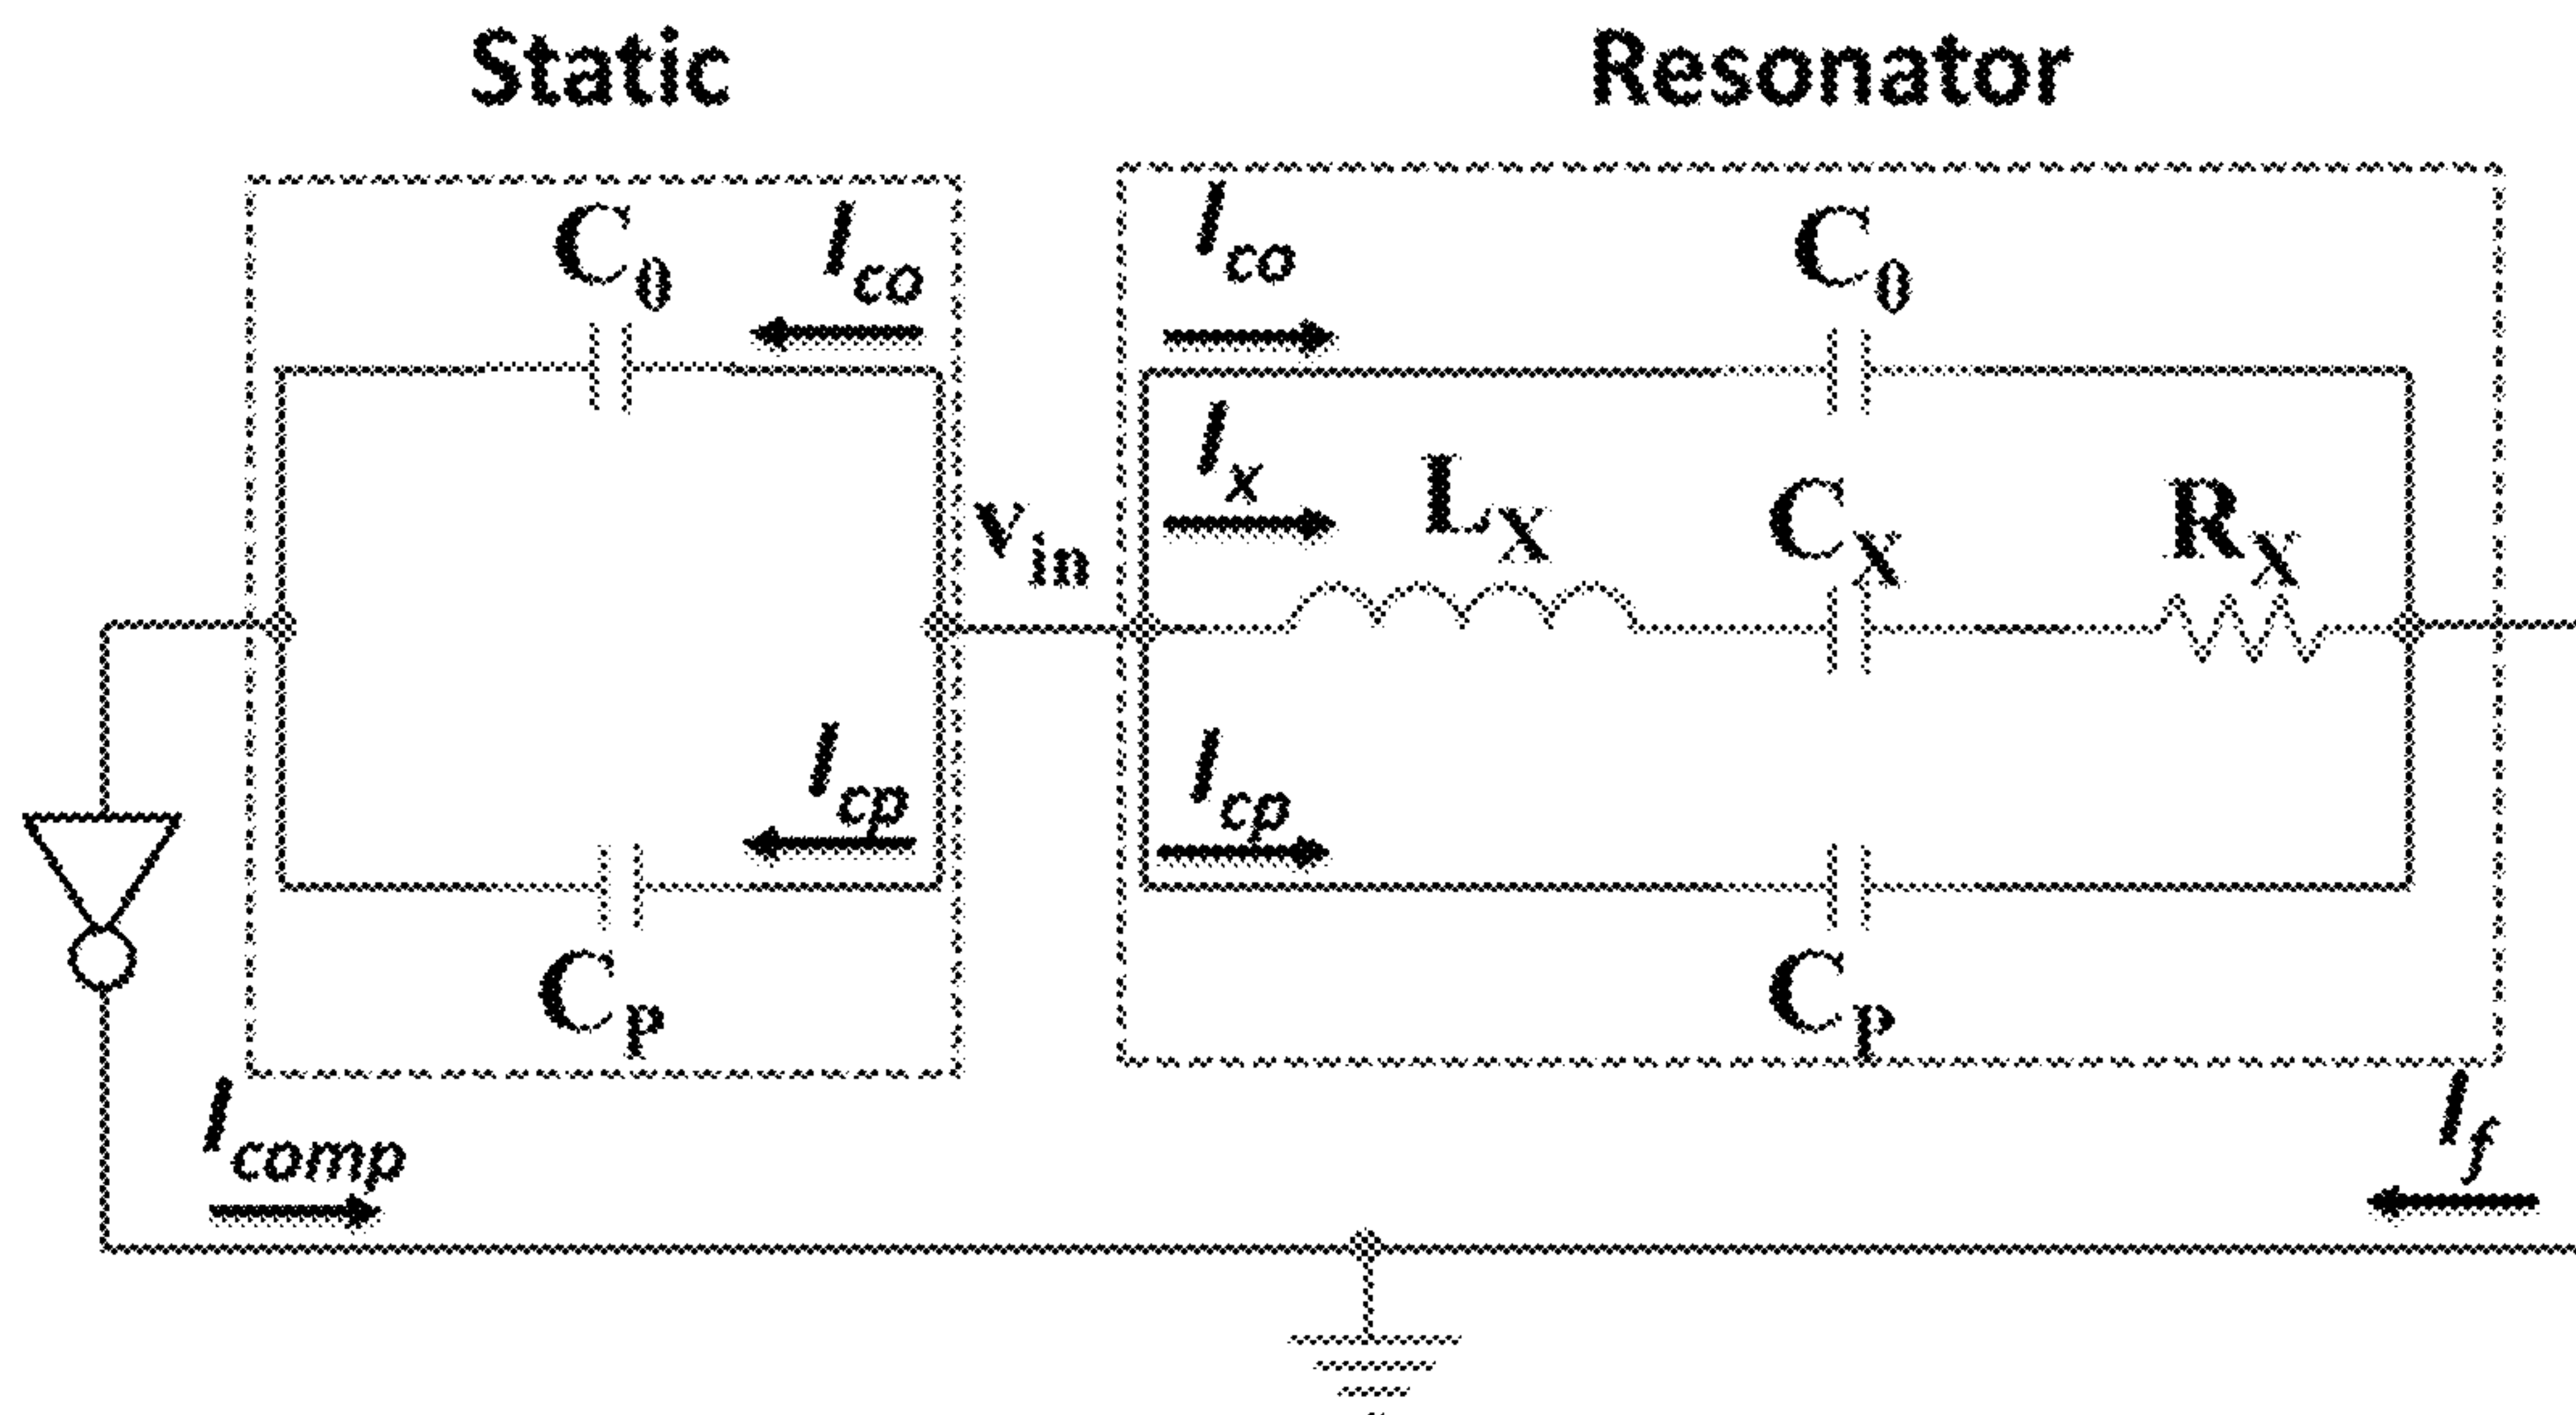 Static
Resonator
C0
Ico
Ico
C0
Vin
Ix
LX
CX
RX
Icp
Icp
CP
CP
Icomp
If